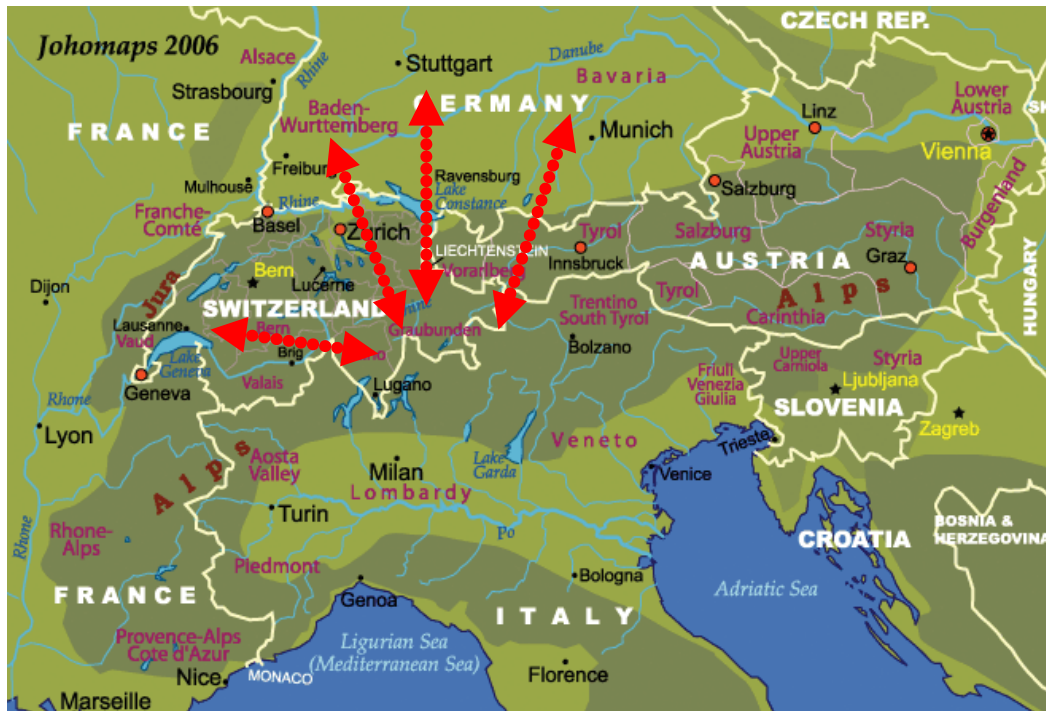 Johomaps 2006
CZECH REP.
Alsace
Rhine
Stuttgart
Danube
Bavaria
Strasbourg
GERMANY
Lower
Austria
SK
Baden-
Wurttemberg
Linz
FRANCE
Munich
Upper
Austria
Vienna
Freiburg
Mulhouse
Ravensburg
Lake
Constance
Salzburg
Burgenland
Franche-
Comté
Rhine
Basel
Zürich
Tyrol
Salzburg
Styria
LIECHTENSTEIN
Innsbruck
Vorarlberg
AUSTRIA
Graz
HUNGARY
Jura
Bern
Lucerne
Dijon
SWITZERLAND
Trentino
South Tyrol
Tyrol
Alps
Carinthia
Lausanne
Vaud
Bern
Graubunden
Brig
Bolzano
Lake
Geneva
Valais
Lugano
Upper
Carniola
Styria
Ljubljana
Geneva
Friuli
Venezia
Giulia
SLOVENIA
Rhone
Zagreb
Lyon
Veneto
Trieste
Alps
Aosta
Valley
Milan
Lake
Garda
Venice
Lombardy
Turin
Rhone-
Alps
Rhone
Po
CROATIA
BOSNIA &
HERZEGOVINA
Piedmont
Bologna
Adriatic Sea
FRANCE
Genoa
ITALY
Provence-Alps
Cote d'Azur
Ligurian Sea
(Mediterranean Sea)
Nice
MONACO
Florence
Marseille